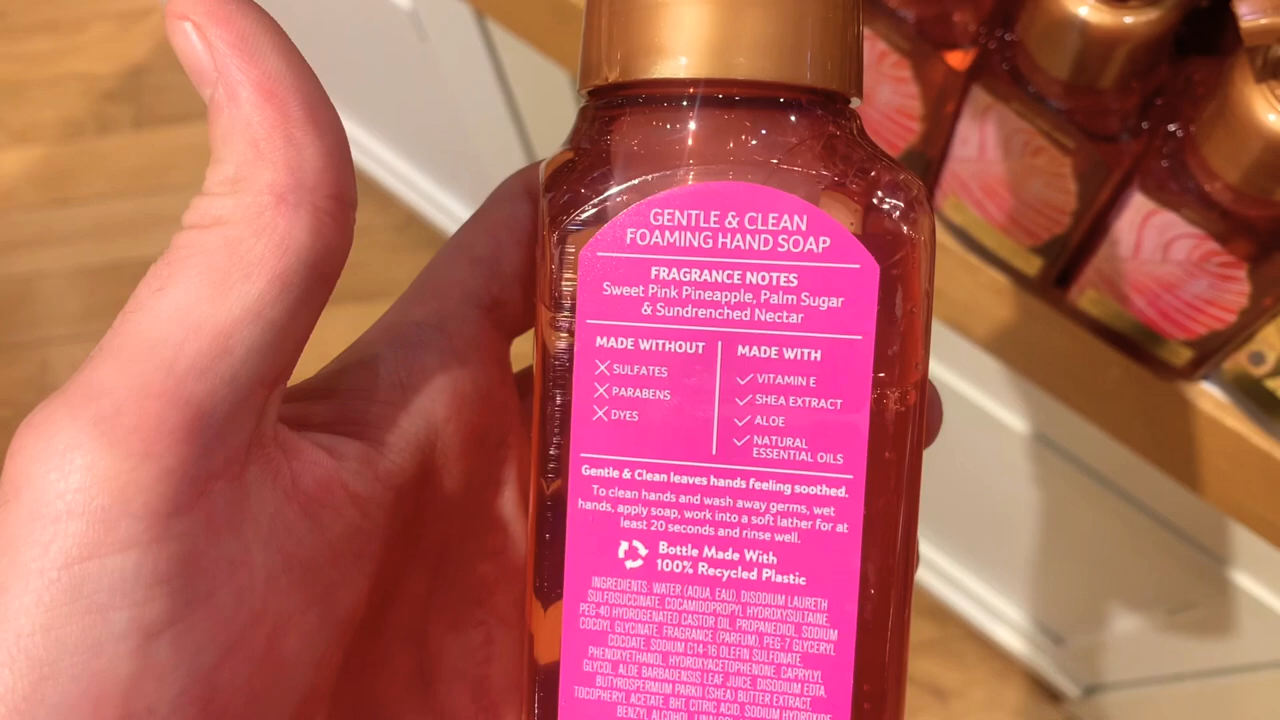 GENTLE & CLEAN
FOAMING HAND SOAP
FRAGRANCE NOTES
Sweet Pink Pineapple, Palm Sugar
& Sundrenched Nectar
MADE WITHOUT
SULFATES
PARABENS
DYES
MADE WITH
VITAMIN E
SHEA EXTRACT
ALOE
NATURAL
ESSENTIAL OILS
Gentle & Clean leaves hands feeling soothed.
To clean hands and wash away germs, wet
hands, apply soap, work into a soft lather for at
least 20 seconds and rinse well.
Bottle Made With
100% Recycled Plastic
INGREDIENTS: WATER (AQUA, EAU), DISODIUM LAURETH
SULFOSUCCINATE, COCAMIDOPROPYL HYDROXYSULTAINE,
PEG-40 HYDROGENATED CASTOR OIL, PROPANEDIOL, SODIUM
COCOYL GLYCINATE, FRAGRANCE (PARFUM), PEG-7 GLYCERYL
COCOATE, SODIUM C14-16 OLEFIN SULFONATE,
PHENOXYETHANOL, HYDROXYACETOPHENONE, CAPRYLYL
GLYCOL, ALOE BARBADENSIS LEAF JUICE, DISODIUM EDTA,
BUTYROSPERMUM PARKII (SHEA) BUTTER EXTRACT,
TOCOPHERYL ACETATE, BHT, CITRIC ACID, SODIUM HYDROXIDE,
BENZYL ALCOHOL,